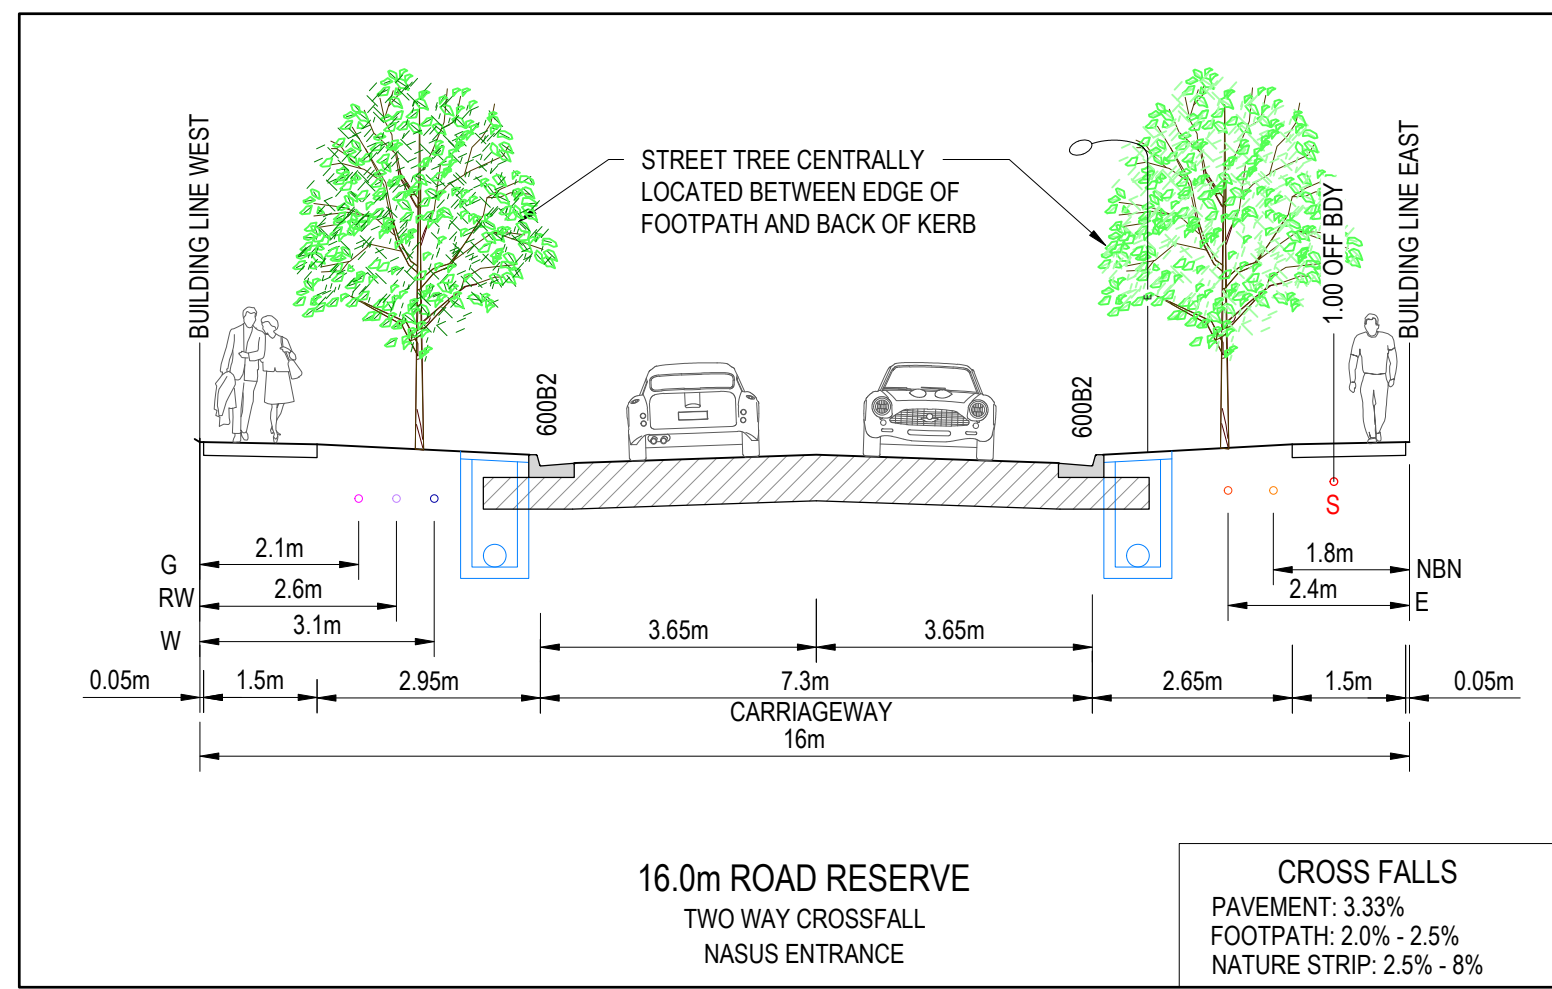 BUILDING LINE WEST
STREET TREE CENTRALLY
LOCATED BETWEEN EDGE OF
FOOTPATH AND BACK OF KERB
1.00 OFF BDY
BUILDING LINE EAST
600B2
600B2
E
S
G
2.1m
1.8m
NBN
RW
2.6m
2.4m
E
W
3.1m
3.65m
3.65m
0.05m
1.5m
2.95m
7.3m
2.65m
1.5m
0.05m
CARRIAGEWAY
16m
16.0m ROAD RESERVE
TWO WAY CROSSFALL
NASUS ENTRANCE
CROSS FALLS
PAVEMENT: 3.33%
FOOTPATH: 2.0% - 2.5%
NATURE STRIP: 2.5% - 8%